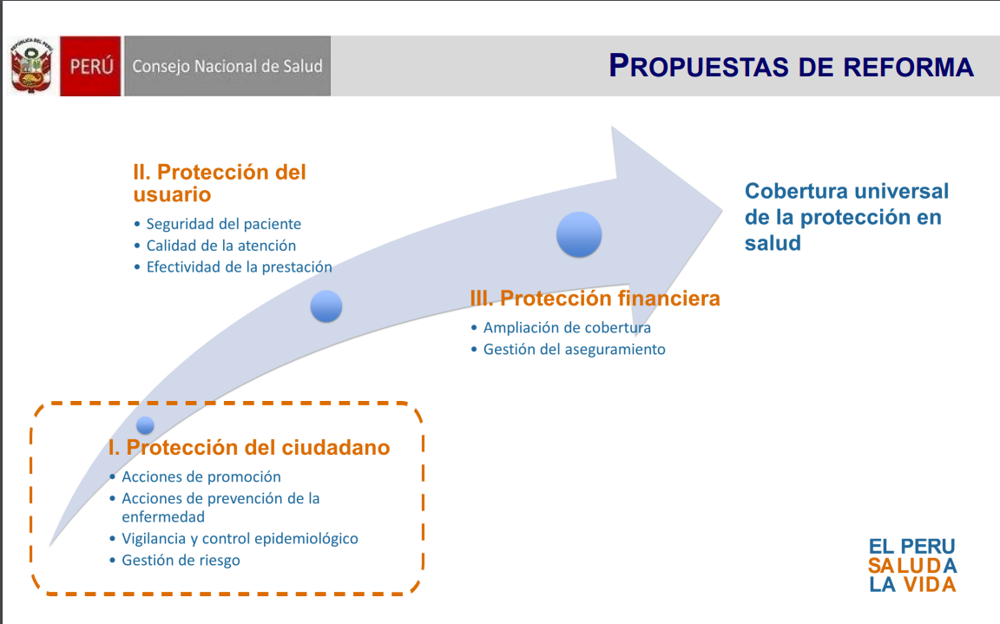 REPÚBLICA DEL PERÚ
PERÚ
Consejo Nacional de Salud
PROPUESTAS DE REFORMA
II. Protección del
usuario
• Seguridad del paciente
• Calidad de la atención
• Efectividad de la prestación
Cobertura universal
de la protección en
salud
III. Protección financiera
• Ampliación de cobertura
• Gestión del aseguramiento
I. Protección del ciudadano
• Acciones de promoción
• Acciones de prevención de la
enfermedad
• Vigilancia y control epidemiológico
• Gestión de riesgo
EL PERU
SALUDA
LA VIDA